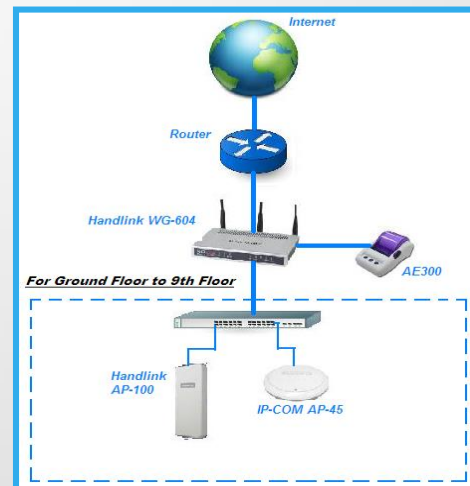 Internet
Router
Handlink WG-604
AE300
For Ground Floor to 9th Floor
Handlink
AP-100
IP-COM AP-45